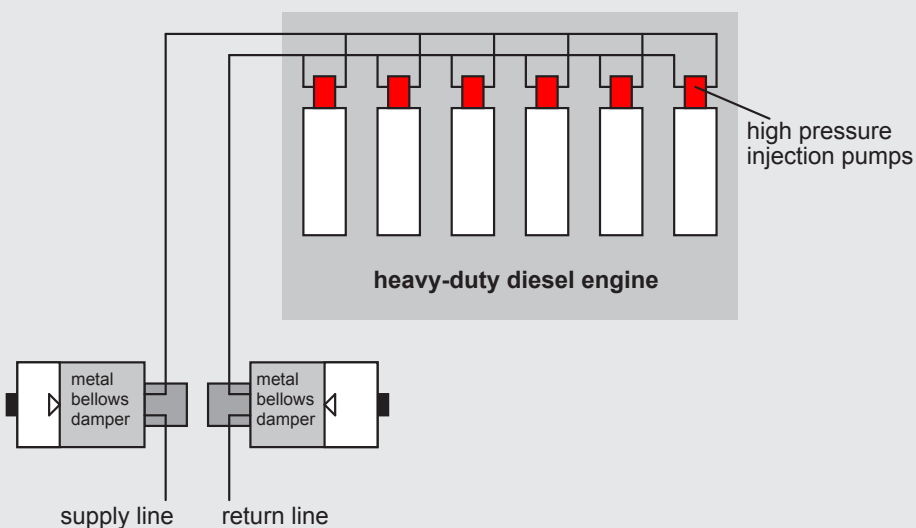 high pressure
injection pumps
heavy-duty diesel engine
metal
bellows
damper
metal
bellows
damper
supply line
return line